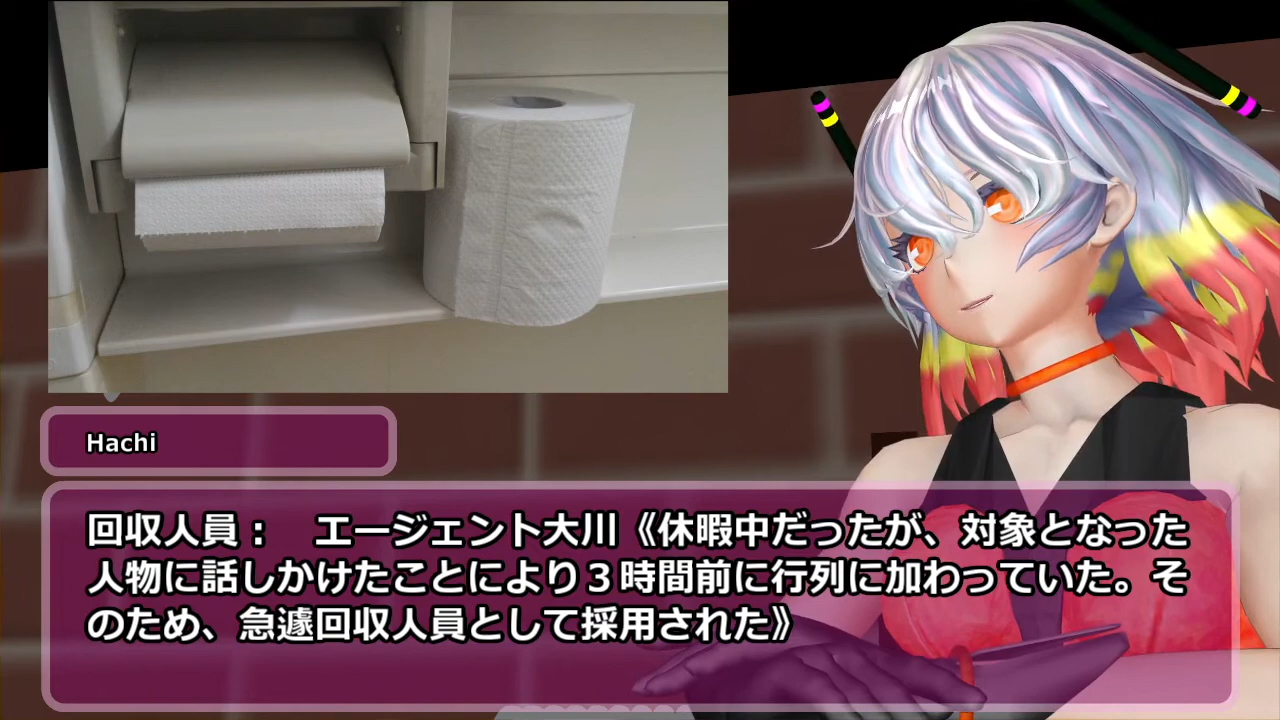 Hachi
回収人員：　エージェント大川《休暇中だったが、対象となった
人物に話しかけたことにより３時間前に行列に加わっていた。そ
のため、急遽回収人員として採用された》